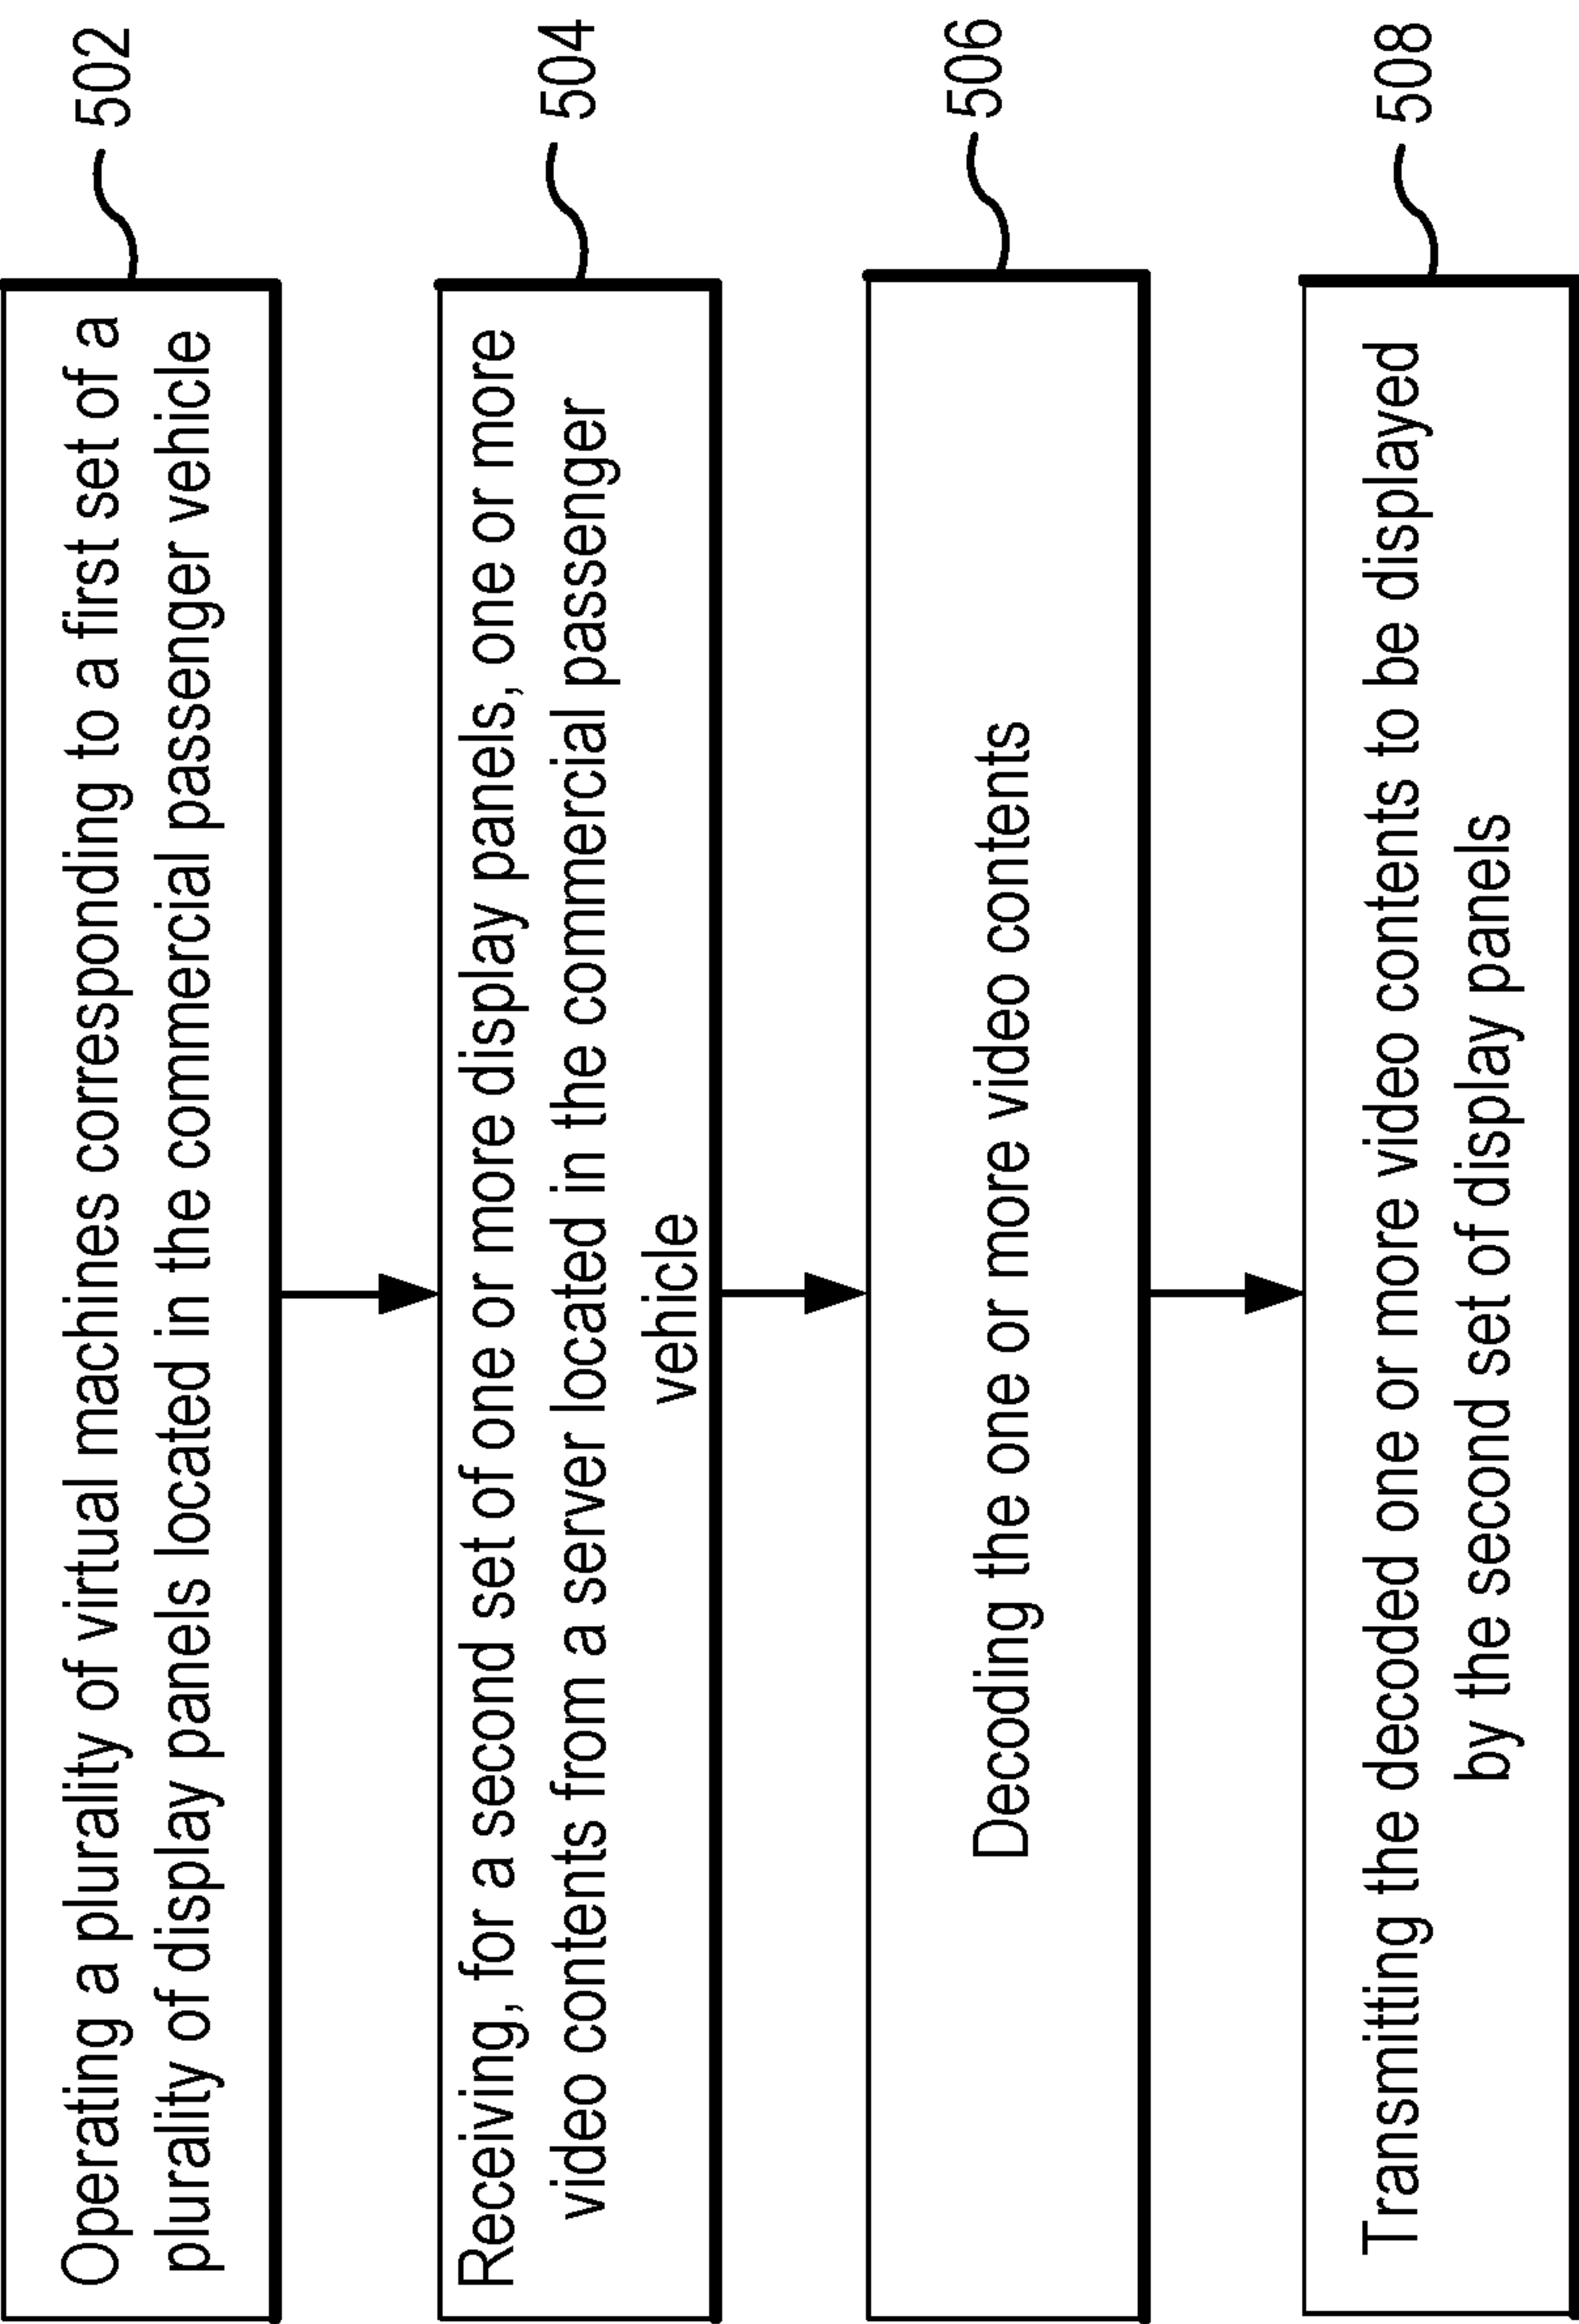 Operating a plurality of virtual machines corresponding to a first set of a
plurality of display panels located in the commercial passenger vehicle
502
Receiving, for a second set of one or more display panels, one or more
video contents from a server located in the commercial passenger
vehicle
504
Decoding the one or more video contents
506
Transmitting the decoded one or more video contents to be displayed
by the second set of display panels
508